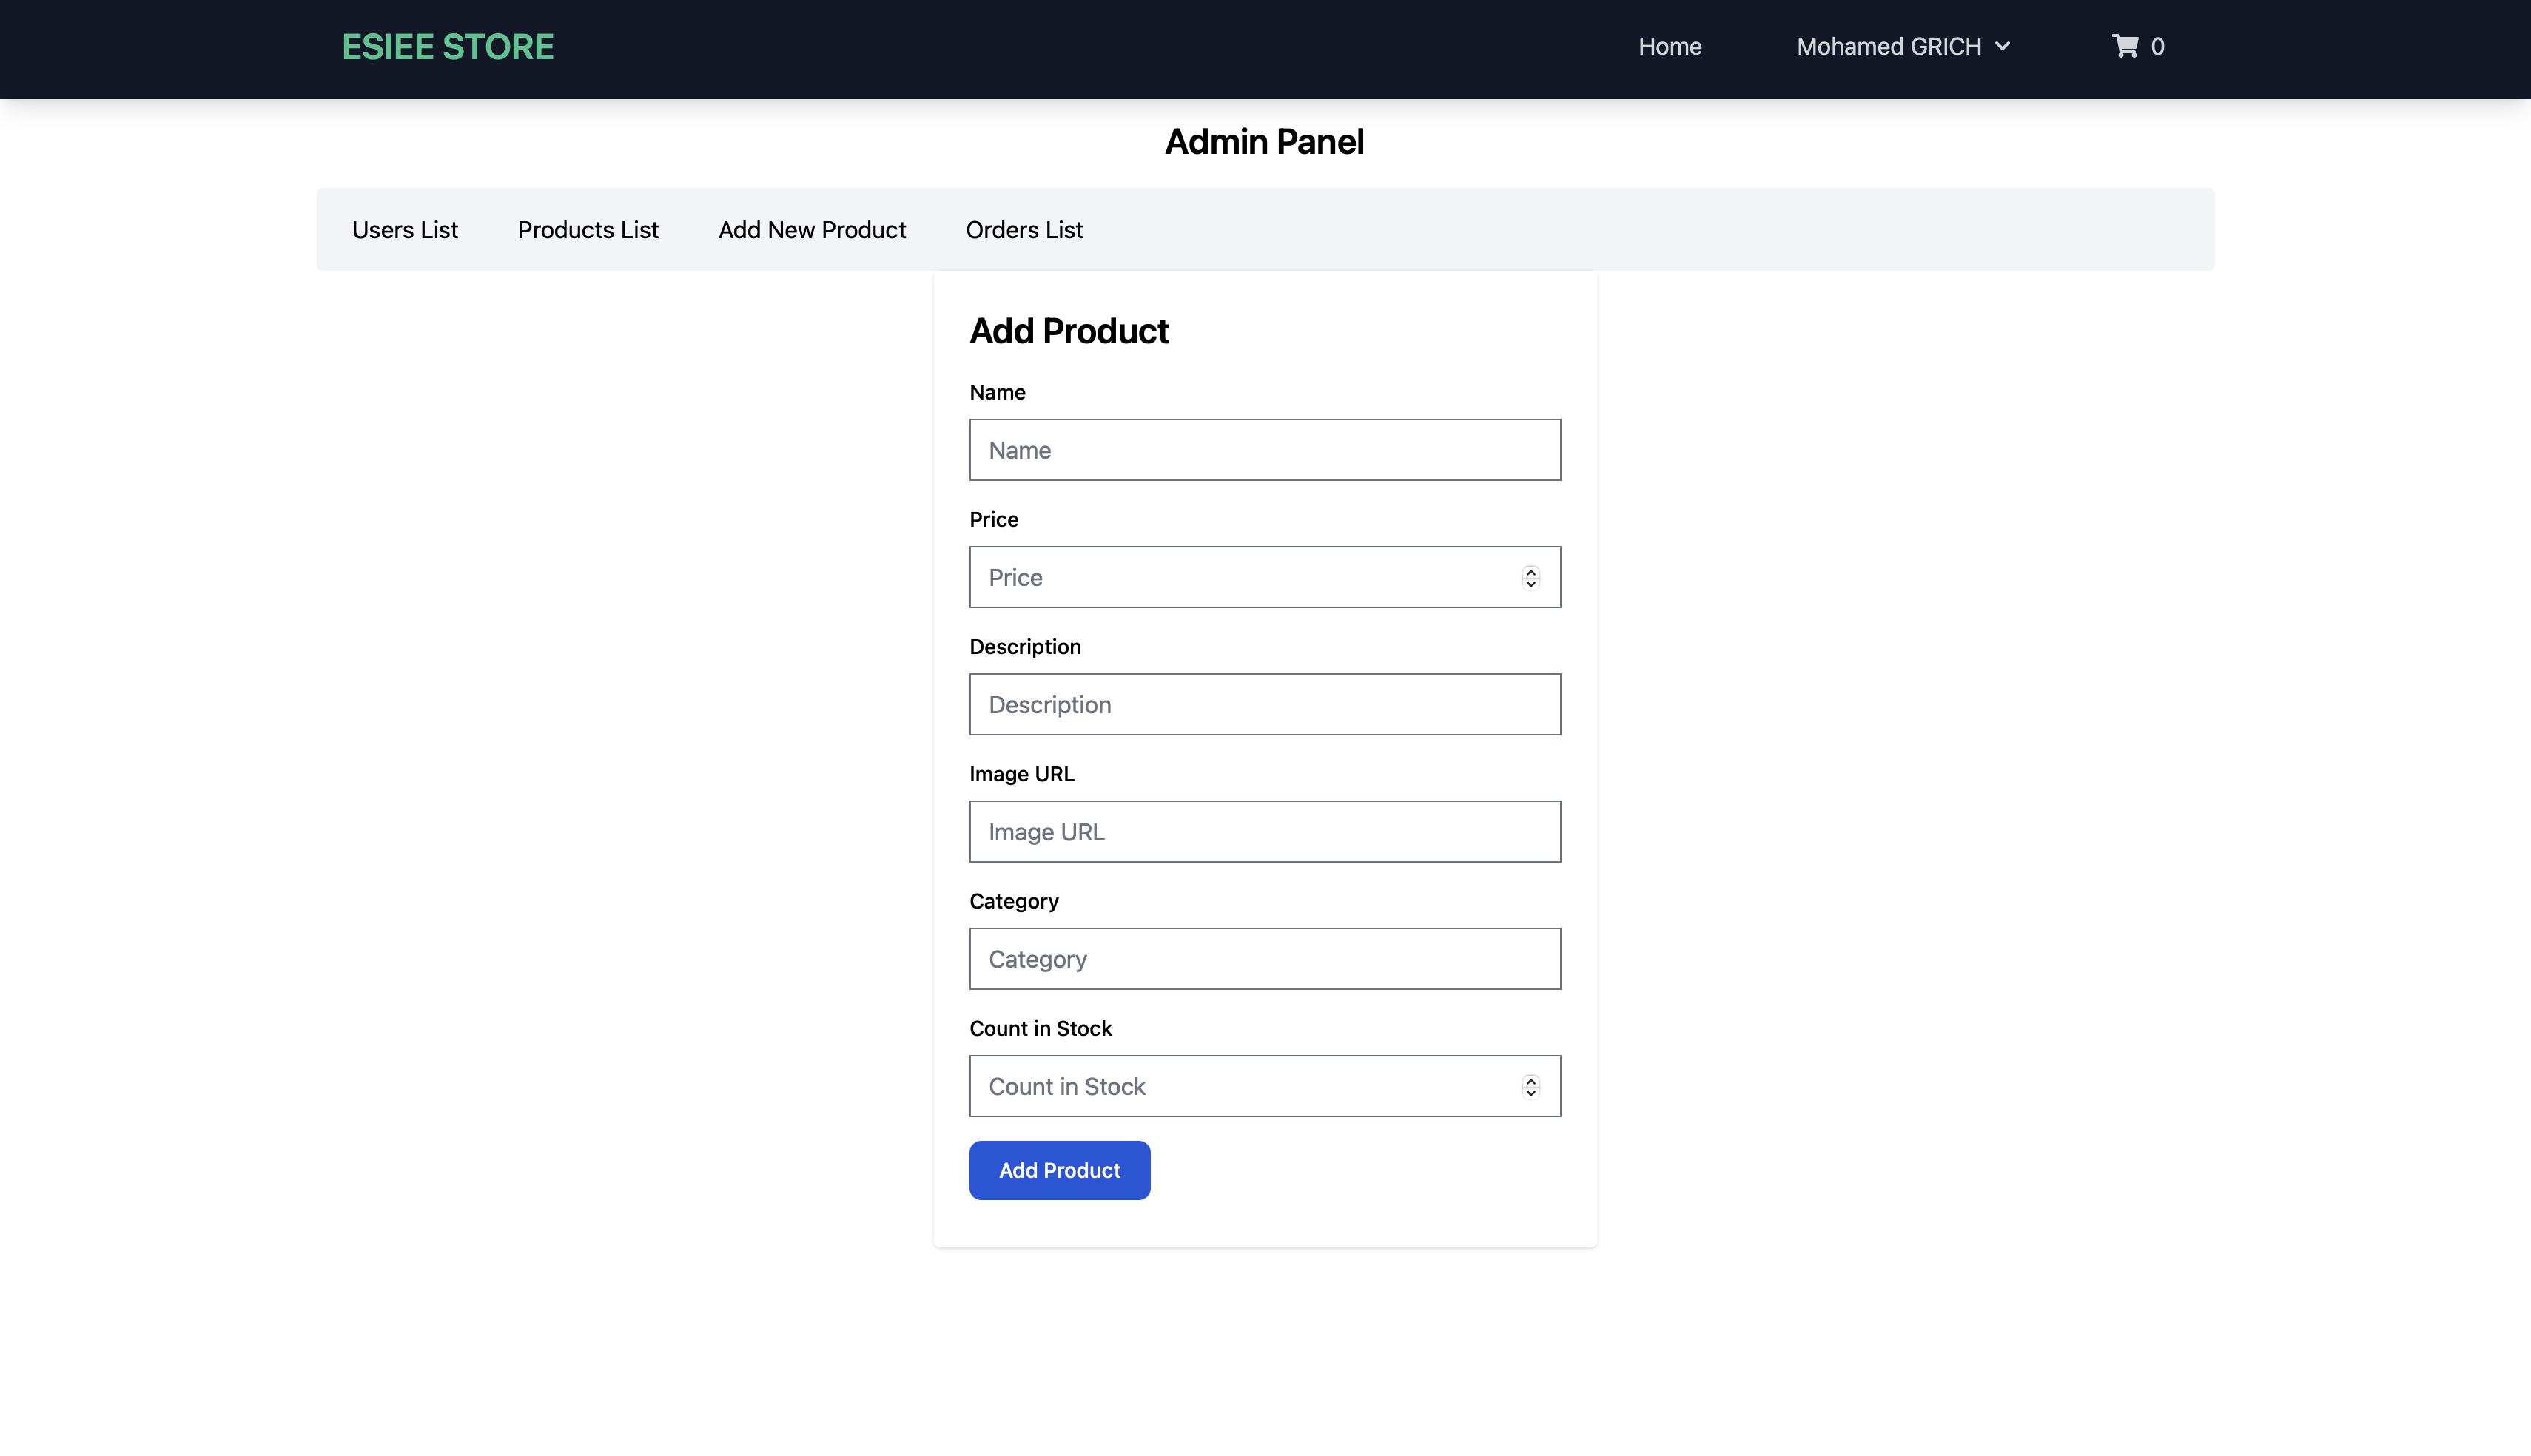 ESIEE STORE Home Mohamed GRICH 0
Admin Panel
Users List Products List Add New Product Orders List
Add Product
Name
Name
Price
Price
Description
Description
Image URL
Image URL
Category
Category
Count in Stock
Count in Stock
Add Product